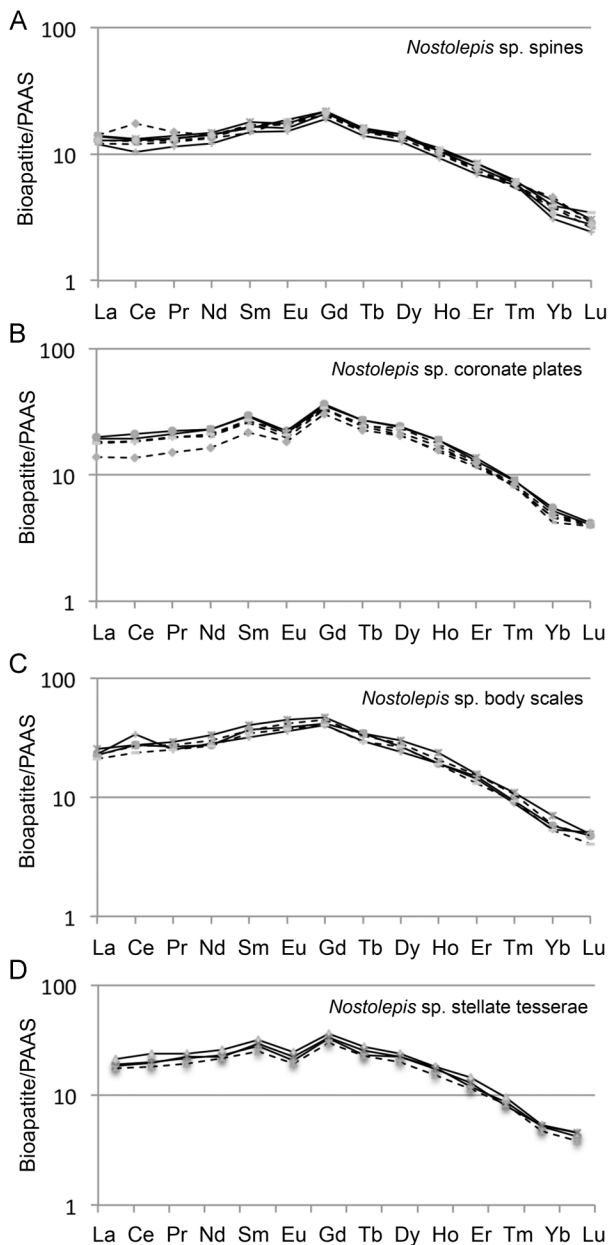 A
100
Nostolepis sp. spines
Bioapatite/PAAS
10
1
La Ce Pr Nd Sm Eu Gd Tb Dy Ho Er Tm Yb Lu
B
100
Nostolepis sp. coronate plates
Bioapatite/PAAS
10
1
La Ce Pr Nd Sm Eu Gd Tb Dy Ho Er Tm Yb Lu
C
100
Nostolepis sp. body scales
Bioapatite/PAAS
10
1
La Ce Pr Nd Sm Eu Gd Tb Dy Ho Er Tm Yb Lu
D
100
Nostolepis sp. stellate tesserae
Bioapatite/PAAS
10
1
La Ce Pr Nd Sm Eu Gd Tb Dy Ho Er Tm Yb Lu